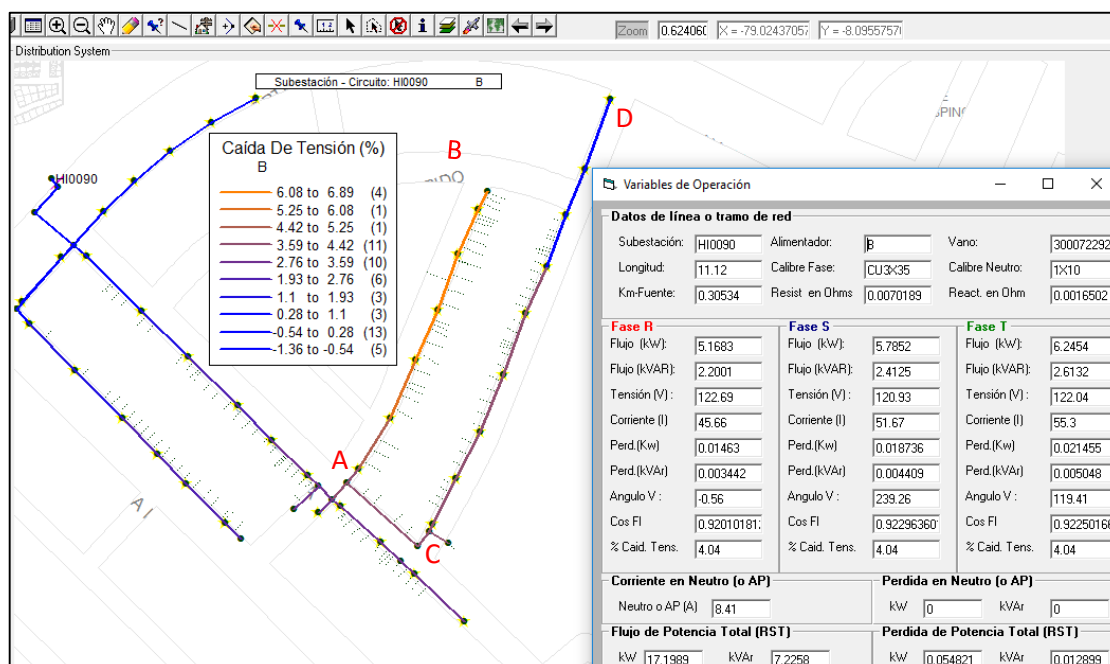 Zoom 0.62406( X = -79.02437057 Y = -8.0955757(
Distribution System
Subestación - Circuito: HI0090 B
HI0090
Caída De Tensión (%)
B
6.08 to 6.89 (4)
5.25 to 6.08 (1)
4.42 to 5.25 (1)
3.59 to 4.42 (11)
2.76 to 3.59 (10)
1.93 to 2.76 (6)
1.1 to 1.93 (3)
0.28 to 1.1 (3)
-0.54 to 0.28 (13)
-1.36 to -0.54 (5)
A
B
C
D
A I
Variables de Operación
Datos de línea o tramo de red
Subestación: HI0090 Alimentador: B Vano: 300072292
Longitud: 11.12 Calibre Fase: CU3X35 Calibre Neutro: 1X10
Km-Fuente: 0.30534 Resist en Ohms 0.0070189 React. en Ohm 0.0016502
Fase R Fase S Fase T
Flujo (kW): 5.1683 Flujo (kW): 5.7852 Flujo (kW): 6.2454
Flujo (kVAR): 2.2001 Flujo (kVAR): 2.4125 Flujo (kVAR): 2.6132
Tensión (V) : 122.69 Tensión (V) : 120.93 Tensión (V) : 122.04
Corriente (I) 45.66 Corriente (I) 51.67 Corriente (I) 55.3
Perd.(Kw) 0.01463 Perd.(Kw) 0.018736 Perd.(Kw) 0.021455
Perd.(kVAr) 0.003442 Perd.(kVAr) 0.004409 Perd.(kVAr) 0.005048
Angulo V : -0.56 Angulo V : 239.26 Angulo V : 119.41
Cos FI 0.92010181 Cos FI 0.92296360 Cos FI 0.9225016
% Caid. Tens. 4.04 % Caid. Tens. 4.04 % Caid. Tens. 4.04
Corriente en Neutro (o AP) Perdida en Neutro (o AP)
Neutro o AP (A) 8.41 kW 0 kVAr 0
Flujo de Potencia Total (RST) Perdida de Potencia Total (RST)
kW 17.1989 kVAr 7.2258 kW 0.054821 kVAr 0.012899